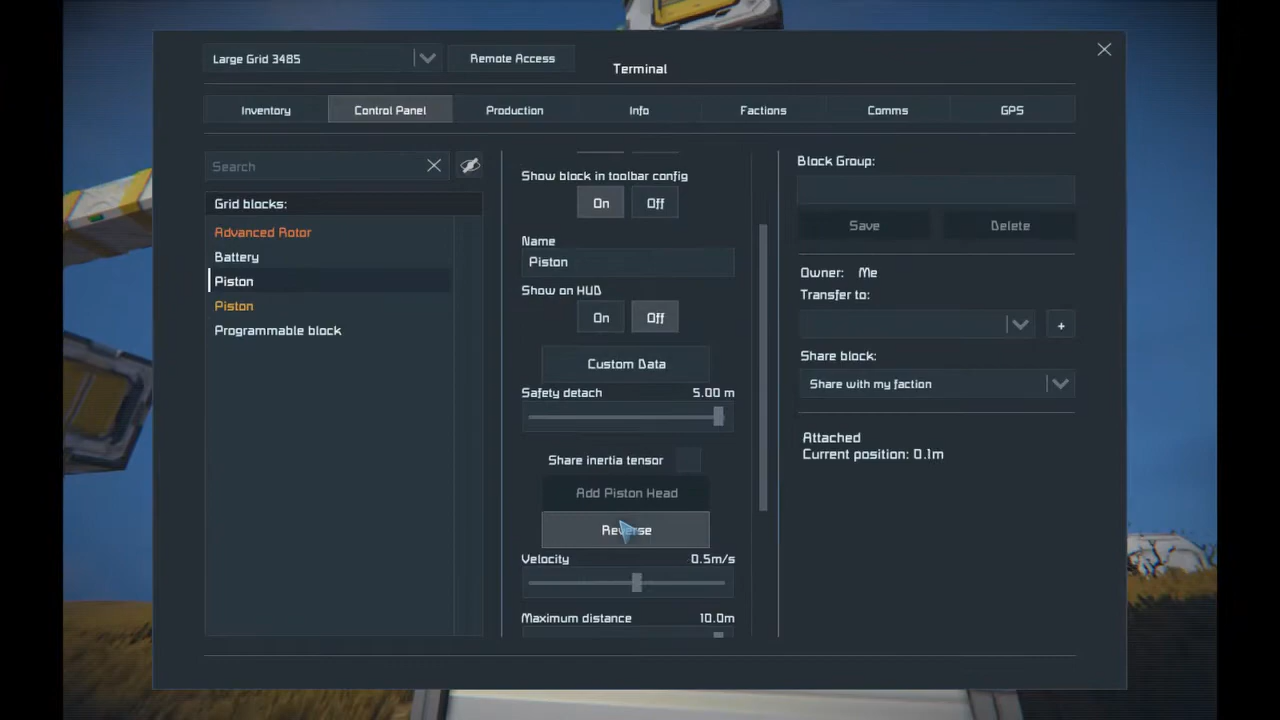 Large Grid 3485
Remote Access
Terminal
Inventory
Control Panel
Production
Info
Factions
Comms
GPS
Search
Grid blocks:
Advanced Rotor
Battery
Piston
Piston
Programmable block
Show block in toolbar config
On
Off
Name
Piston
Show on HUD
On
Off
Custom Data
Safety detach 5.00 m
Share inertia tensor
Add Piston Head
Reverse
Velocity 0.5m/s
Maximum distance 10.0m
Block Group:
Save
Delete
Owner: Me
Transfer to:
+
Share block:
Share with my faction
Attached
Current position: 0.1m